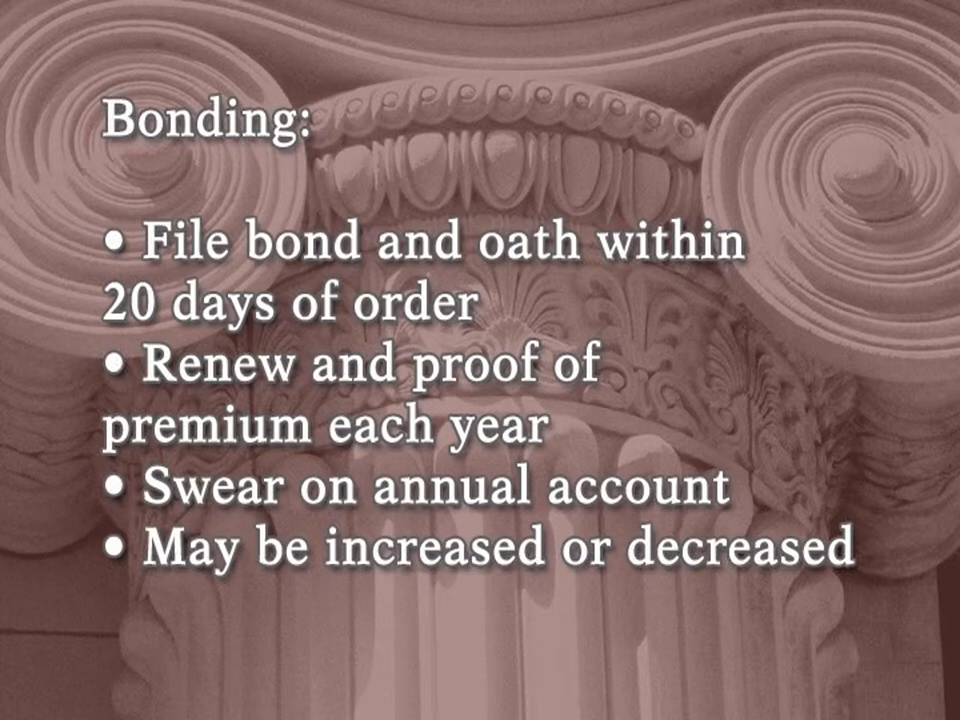 Bonding:
• File bond and oath within
20 days of order
• Renew and proof of
premium each year
• Swear on annual account
• May be increased or decreased